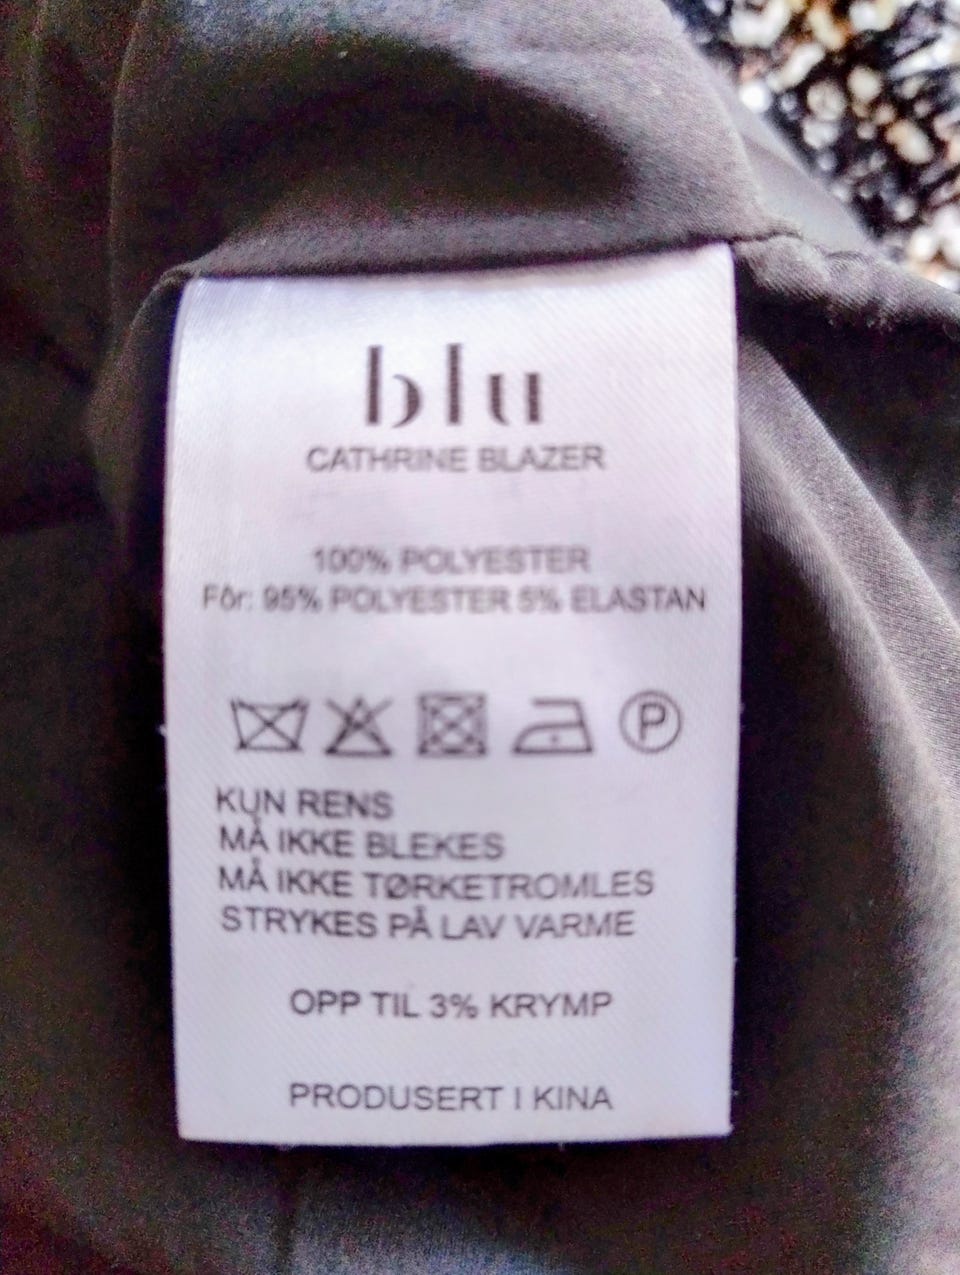 blu
CATHRINE BLAZER
100% POLYESTER
Fôr: 95% POLYESTER 5% ELASTAN
P
KUN RENS
MÅ IKKE BLEKES
MÅ IKKE TØRKETROMLES
STRYKES PÅ LAV VARME
OPP TIL 3% KRYMP
PRODUSERT I KINA